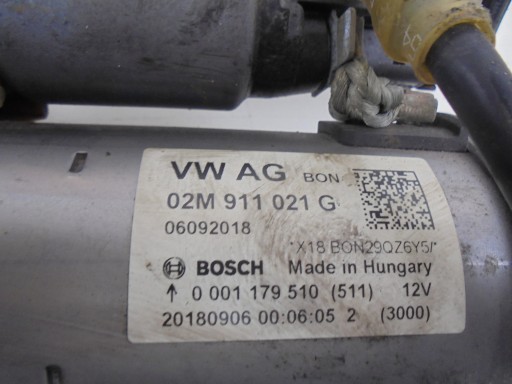 VW AG BON
02M 911 021 G
06092018
*X18 BON29QZ6Y5/*
BOSCH Made in Hungary
↑ 0 001 179 510 (511) 12V
20180906 00:06:05 2 (3000)